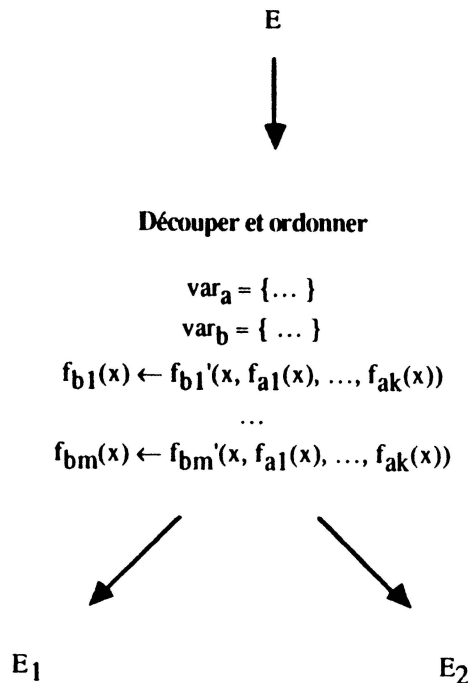 E
Découper et ordonner
var_a = {... }
var_b = { ... }
f_b1(x) ← f_b1'(x, f_a1(x), ..., f_ak(x))
...
f_bm(x) ← f_bm'(x, f_a1(x), ..., f_ak(x))
E_1 E_2